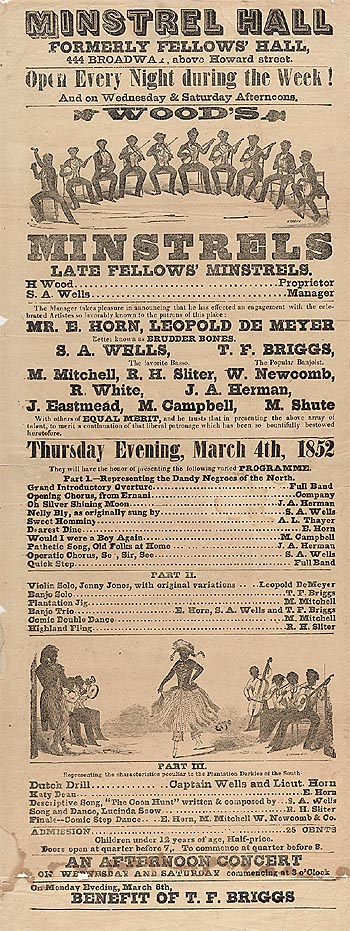 MINSTREL HALL
FORMERLY FELLOWS' HALL,
444 BROADWAY, above Howard street.
Open Every Night during the Week!
And on Wednesday & Saturday Afternoons.
WOOD'S
MINSTRELS
LATE FELLOWS' MINSTRELS.
H Wood..........Proprietor
S. A. Wells..........Manager
The Manager takes pleasure in announcing that he has effected an engagement with the cele-
brated Artistes so favorably known to the patrons of this place:
MR. E. HORN, LEOPOLD DE MEYER
Better known as BRUDDER BONES.
S. A. WELLS, T. F. BRIGGS,
The favorite Basso. The Popular Banjoist.
M. Mitchell, R. H. Sliter, W. Newcomb,
R. White, J. A. Herman,
J. Eastmead, M. Campbell, M. Shute
With others of EQUAL MERIT, and he trusts that in presenting the above array of
talent, to merit a continuation of that liberal patronage which has been so bountifully bestowed
heretofore.
Thursday Evening, March 4th, 1852
They will have the honor of presenting the following varied PROGRAMME.
Part I.--Representing the Dandy Negroes of the North.
Grand Introductory Overture..........Full Band
Opening Chorus, from Ernani..........Company
Oh Silver Shining Moon..........J. A. Herman
Nelly Bly, as originally sung by..........S. A. Wells
Sweet Homminy..........A. L. Thayer
Dearest Dine..........E. Horn
Would I were a Boy Again..........M. Campbell
Pathetic Song, Old Folks at Home..........J. A. Herman
Operatic Chorus, See, Sir, See..........S. A. Wells
Quick Step..........Full Band
PART II.
Violin Solo, Jenny Jones, with original variations..........Leopold DeMeyer
Banjo Solo..........T. F. Briggs
Plantation Jig..........M. Mitchell
Banjo Trio..........E. Horn, S. A. Wells and T. F. Briggs
Comic Double Dance..........M. Mitchell
Highland Fling..........R. H. Sliter
PART III.
Representing the characteristics peculiar to the Plantation Darkies of the South
Dutch Drill..........Captain Wells and Lieut. Horn
Katy Dean..........E. Horn
Descriptive Song, "The Coon Hunt" written & composed by..S. A. Wells
Song and Dance, Lucinda Snow..........R. H. Sliter
Finale--Comic Step Dance....E. Horn, M. Mitchell W. Newcomb & Co.
ADMISSION..........25 CENTS
Children under 12 years of age, Half-price.
Doors open at quarter before 7,. To commence at quarter before 8.
AN AFTERNOON CONCERT
ON WEDNESDAY AND SATURDAY commencing at 3 o'Clock
On Monday Eveding, March 8th,
BENEFIT OF T. F. BRIGGS